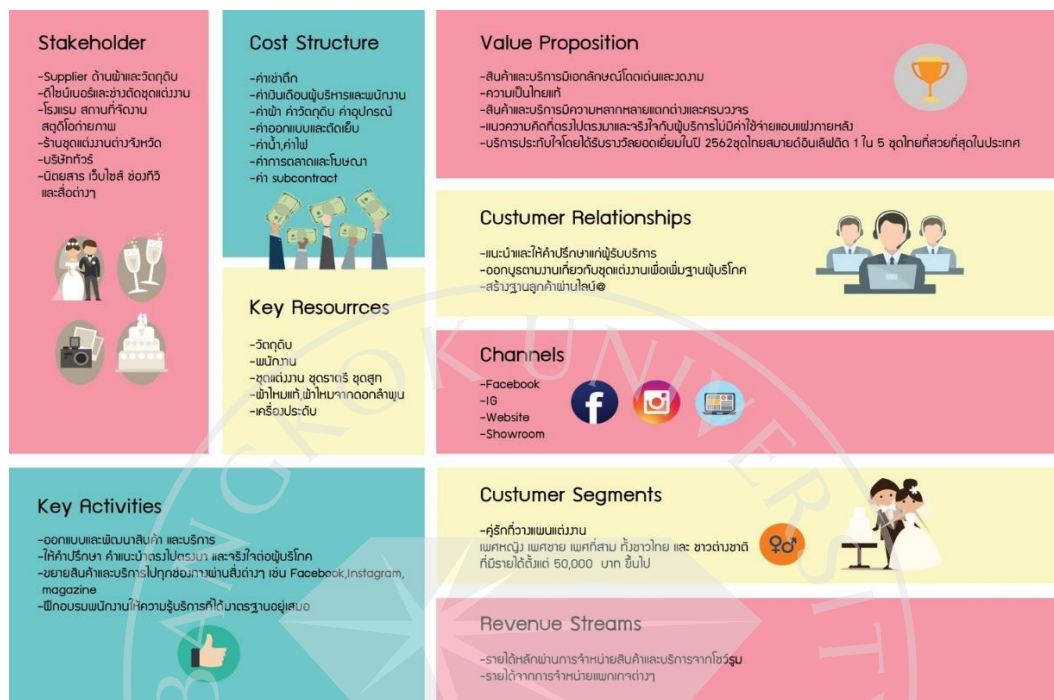 Stakeholder
-Supplier ด้านผ้าและวัตถุดิบ
-ดีไซน์เนอร์และช่างตัดชุดแต่งงาน
-โรงแรม สถานที่จัดงาน
สตูดิโอถ่ายภาพ
-ร้านชุดแต่งงานต่างจังหวัด
-บริษัททัวร์
-นิตยสาร เว็บไซส์ ช่องทีวี
และสื่อต่างๆ
Cost Structure
-ค่าเช่าตึก
-ค่าเงินเดือนผู้บริหารและพนักงาน
-ค่าผ้า ค่าวัตถุดิบ ค่าอุปกรณ์
-ค่าออกแบบและตัดเย็บ
-ค่าน้ำ,ค่าไฟ
-ค่าการตลาดและโฆษณา
-ค่า subcontract
Value Proposition
-สินค้าและบริการมีเอกลักษณ์โดดเด่นและงดงาม
-ความเป็นไทยแท้
-สินค้าและบริการมีความหลากหลายแตกต่างและครบวงจร
-แนวความคิดที่ตรงไปตรงมาและจริงใจกับผู้บริการไม่มีค่าใช้จ่ายแอบแฝงภายหลัง
-บริการประทับใจโดยได้รับรางวัลยอดเยี่ยมในปี 2562ชุดไทยสมายด์อินเลิฟติด 1 ใน 5 ชุดไทยที่สวยที่สุดในประเทศ
Custumer Relationships
-แนะนำและให้คำปรึกษาแก่ผู้รับบริการ
-ออกบูธตามงานเกี่ยวกับชุดแต่งงานเพื่อเพิ่มฐานผู้บริโภค
-สร้างฐานลูกค้าผ่านไลน์@
Key Resourrces
-วัตถุดิบ
-พนักงาน
-ชุดแต่งงาน ชุดราตรี ชุดสูท
-ผ้าไหมแท้,ผ้าไหมจากดอกลำพูน
-เครื่องประดับ
Channels
-Facebook
-IG
-Website
-Showroom
Key Activities
-ออกแบบและพัฒนาสินค้า และบริการ
-ให้คำปรึกษา คำแนะนำตรงไปตรงมา และจริงใจต่อผู้บริโภค
-ขยายสินค้าและบริการไปทุกช่องทางผ่านสื่อต่างๆ เช่น Facebook,Instagram,
magazine
-ฝึกอบรมพนักงานให้ความรู้บริการที่ได้มาตรฐานอยู่เสมอ
Custumer Segments
-คู่รักที่วางแผนแต่งงาน
เพศหญิง เพศชาย เพศที่สาม ทั้งชาวไทย และ ชาวต่างชาติ
ที่มีรายได้ตั้งแต่ 50,000 บาท ขึ้นไป
Revenue Streams
-รายได้หลักผ่านการจำหน่ายสินค้าและบริการจากโชว์รูม
-รายได้จากการจำหน่ายแพกเกจต่างๆ
BANGKOK UNIVERSIT